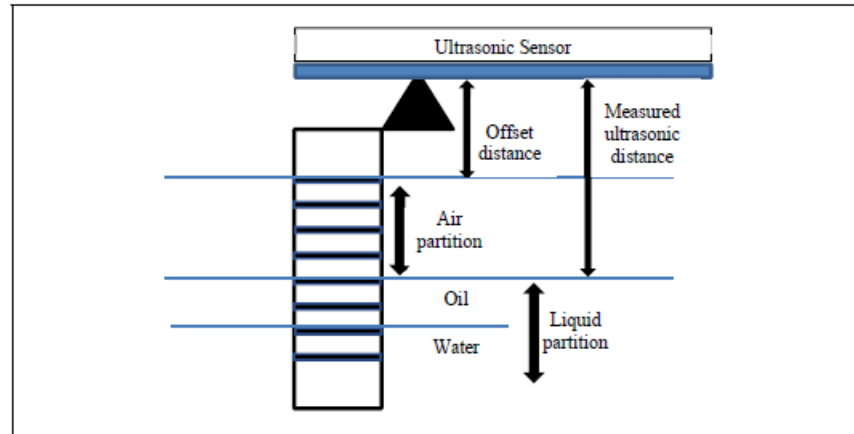 Ultrasonic Sensor
Offset
distance
Measured
ultrasonic
distance
Air
partition
Oil
Water
Liquid
partition